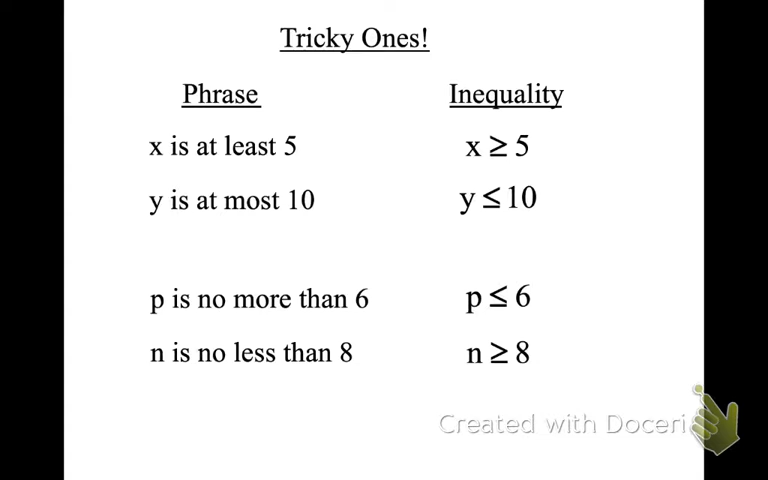 Tricky Ones!
Phrase Inequality
x is at least 5 x ≥ 5
y is at most 10 y ≤ 10
p is no more than 6 p ≤ 6
n is no less than 8 n ≥ 8
Created with Doceri